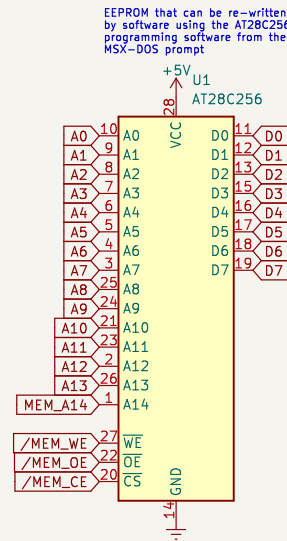 EEPROM that can be re-written
by software using the AT28C256
programming software from the
MSX-DOS prompt
+5V
U1
AT28C256
28
VCC
A0 10 A0 D0 11 D0
A1 9 A1 D1 12 D1
A2 8 A2 D2 13 D2
A3 7 A3 D3 15 D3
A4 6 A4 D4 16 D4
A5 5 A5 D5 17 D5
A6 4 A6 D6 18 D6
A7 3 A7 D7 19 D7
A8 25 A8
A9 24 A9
A10 21 A10
A11 23 A11
A12 2 A12
A13 26 A13
MEM_A14 1 A14
/MEM_WE 27 WE
/MEM_OE 22 OE
/MEM_CE 20 CS
GND
14